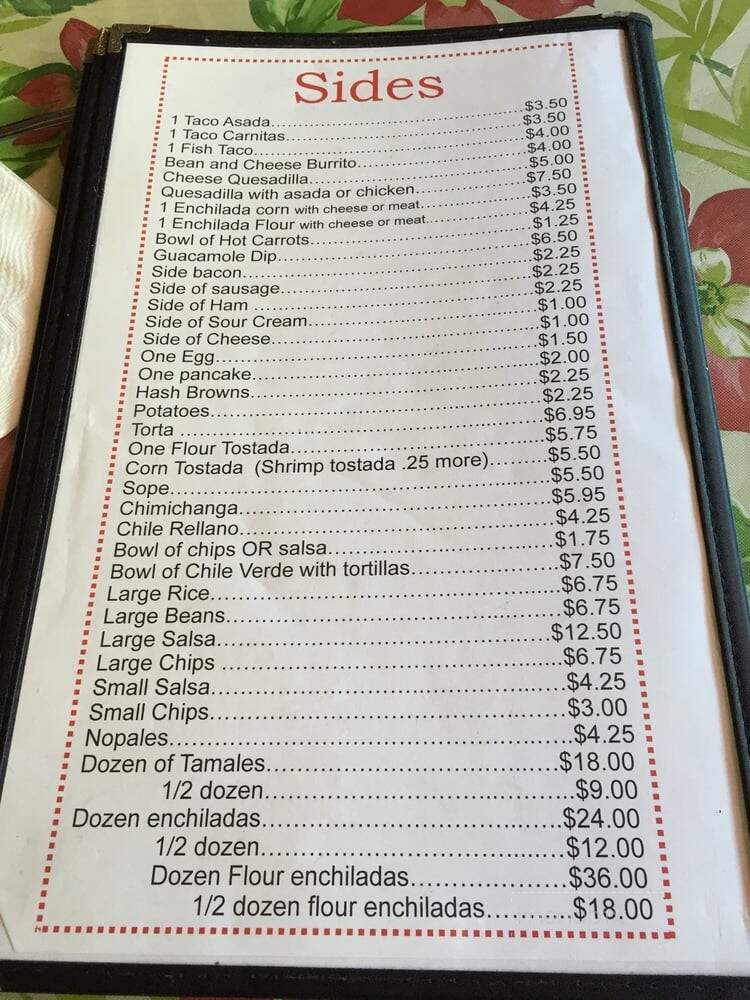 Sides
1 Taco Asada..........$3.50
1 Taco Carnitas..........$3.50
1 Fish Taco..........$4.00
Bean and Cheese Burrito..........$4.00
Cheese Quesadilla..........$5.00
Quesadilla with asada or chicken..........$7.50
1 Enchilada corn with cheese or meat..........$3.50
1 Enchilada Flour with cheese or meat..........$4.25
Bowl of Hot Carrots..........$1.25
Guacamole Dip..........$6.50
Side bacon..........$2.25
Side of sausage..........$2.25
Side of Ham ..........$2.25
Side of Sour Cream..........$1.00
Side of Cheese..........$1.00
One Egg..........$1.50
One pancake..........$2.00
Hash Browns..........$2.25
Potatoes..........$2.25
Torta ..........$6.95
One Flour Tostada..........$5.75
Corn Tostada (Shrimp tostada .25 more)..........$5.50
Sope..........$5.50
Chimichanga..........$5.95
Chile Rellano..........$4.25
Bowl of chips OR salsa..........$1.75
Bowl of Chile Verde with tortillas..........$7.50
Large Rice..........$6.75
Large Beans..........$6.75
Large Salsa..........$12.50
Large Chips ..........$6.75
Small Salsa..........$4.25
Small Chips..........$3.00
Nopales..........$4.25
Dozen of Tamales..........$18.00
1/2 dozen..........$9.00
Dozen enchiladas..........$24.00
1/2 dozen..........$12.00
Dozen Flour enchiladas..........$36.00
1/2 dozen flour enchiladas..........$18.00